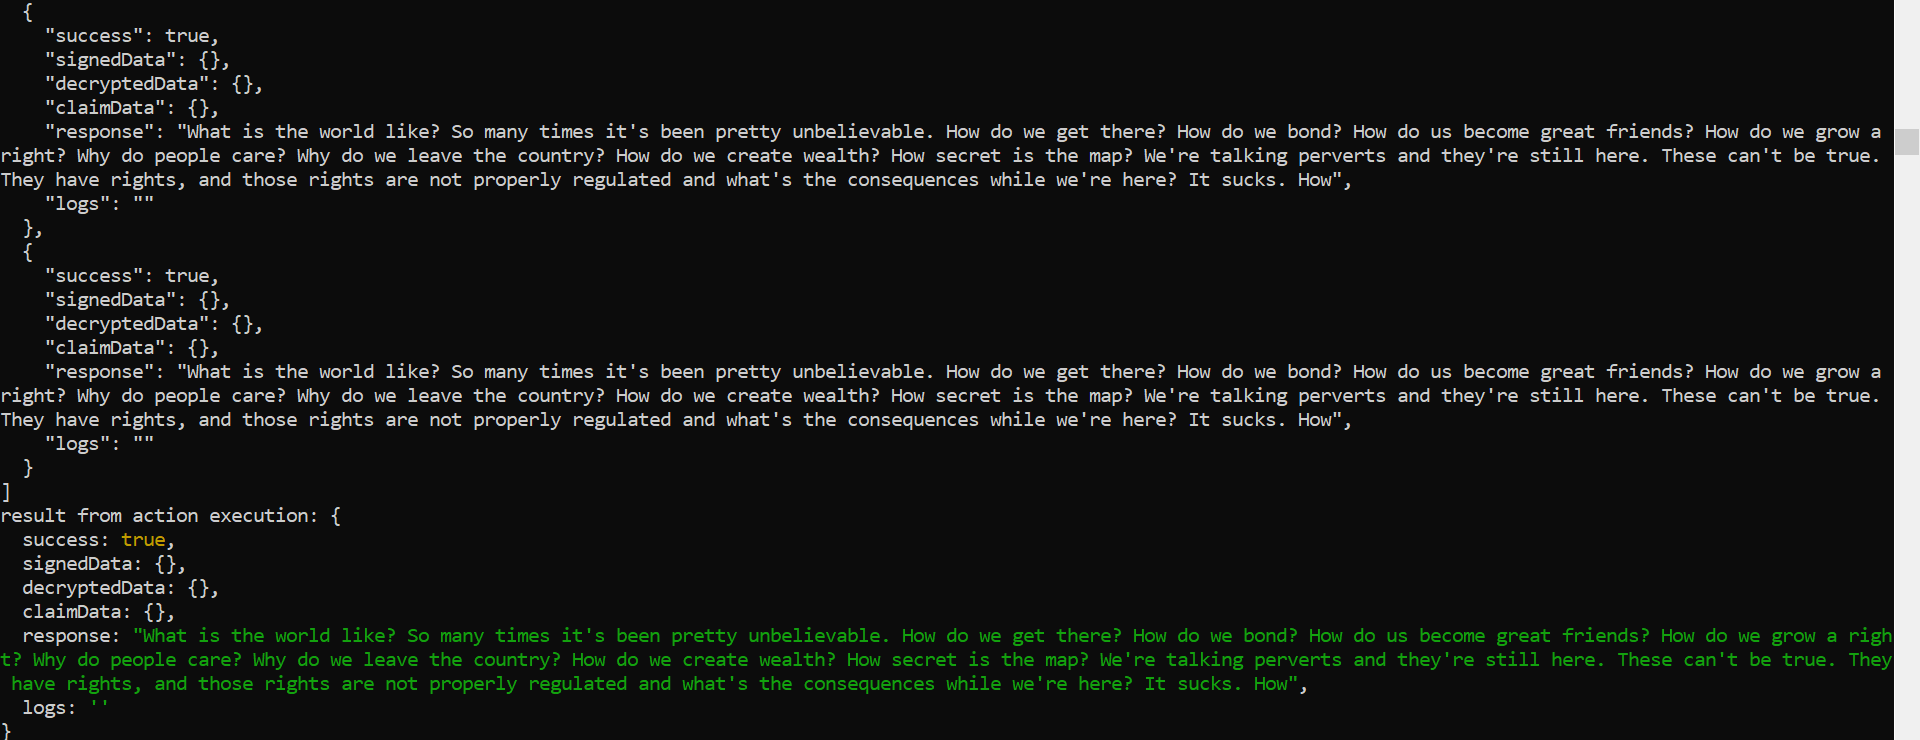 {
    "success": true,
    "signedData": {},
    "decryptedData": {},
    "claimData": {},
    "response": "What is the world like? So many times it's been pretty unbelievable. How do we get there? How do we bond? How do us become great friends? How do we grow a
right? Why do people care? Why do we leave the country? How do we create wealth? How secret is the map? We're talking perverts and they're still here. These can't be true.
They have rights, and those rights are not properly regulated and what's the consequences while we're here? It sucks. How",
    "logs": ""
  },
  {
    "success": true,
    "signedData": {},
    "decryptedData": {},
    "claimData": {},
    "response": "What is the world like? So many times it's been pretty unbelievable. How do we get there? How do we bond? How do us become great friends? How do we grow a
right? Why do people care? Why do we leave the country? How do we create wealth? How secret is the map? We're talking perverts and they're still here. These can't be true.
They have rights, and those rights are not properly regulated and what's the consequences while we're here? It sucks. How",
    "logs": ""
  }
]
result from action execution: {
  success: true,
  signedData: {},
  decryptedData: {},
  claimData: {},
  response: "What is the world like? So many times it's been pretty unbelievable. How do we get there? How do we bond? How do us become great friends? How do we grow a righ
t? Why do people care? Why do we leave the country? How do we create wealth? How secret is the map? We're talking perverts and they're still here. These can't be true. They
 have rights, and those rights are not properly regulated and what's the consequences while we're here? It sucks. How",
  logs: ''
}